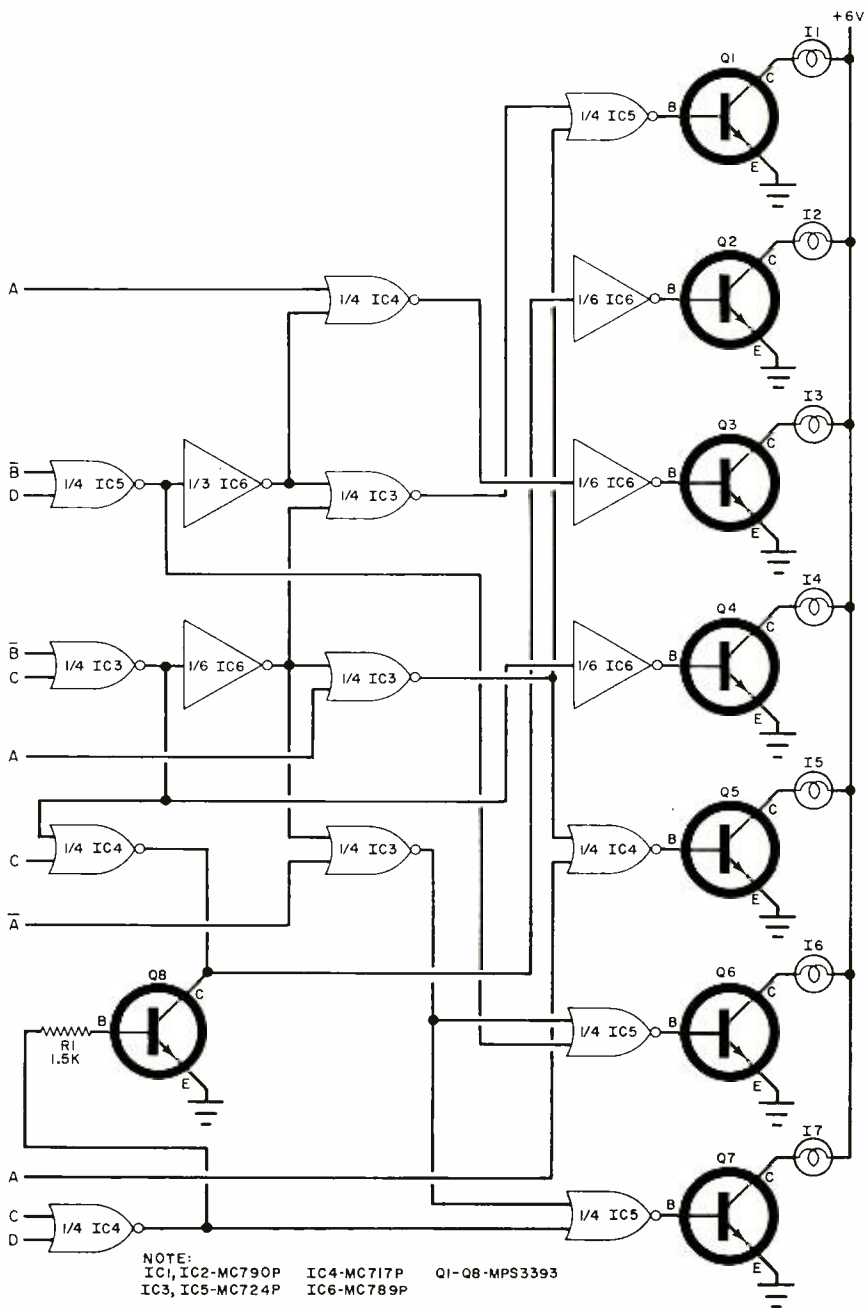 +6V
I1
Q1
C
1/4 IC5
B
E
I2
Q2
C
A
1/4 IC4
1/6 IC6
B
E
I3
Q3
C
B̅
D
1/4 IC5
1/3 IC6
1/4 IC3
1/6 IC6
B
E
I4
Q4
C
B̅
C
1/4 IC3
1/6 IC6
1/4 IC3
1/6 IC6
B
E
A
I5
Q5
C
C
1/4 IC4
1/4 IC3
1/4 IC4
B
E
A̅
I6
Q6
C
Q8
C
B
R1
1.5K
E
1/4 IC5
B
E
I7
Q7
C
A
C
D
1/4 IC4
1/4 IC5
B
E
NOTE:
IC1, IC2-MC790P IC4-MC717P Q1-Q8-MPS3393
IC3, IC5-MC724P IC6-MC789P